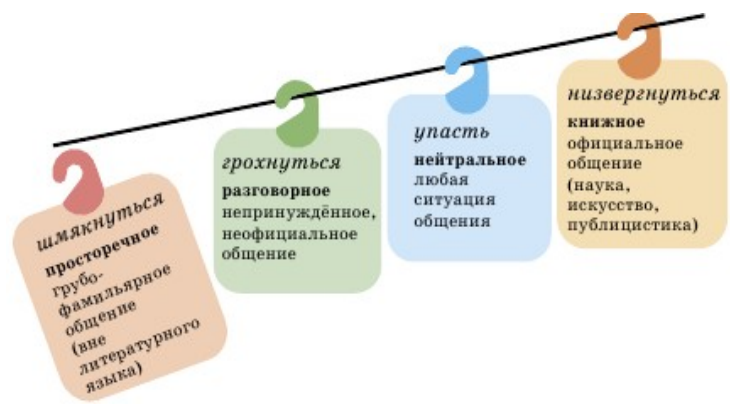 шмякнуться
просторечное
грубо-
фамильярное
общение
(вне
литературного
языка)
грохнуться
разговорное
непринуждённое,
неофициальное
общение
упасть
нейтральное
любая
ситуация
общения
низвергнуться
книжное
официальное
общение
(наука,
искусство,
публицистика)